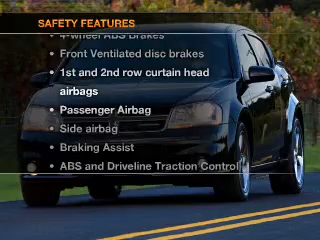 SAFETY FEATURES
• 4-wheel ABS Brakes
• Front Ventilated disc brakes
• 1st and 2nd row curtain head
airbags
• Passenger Airbag
• Side airbag
• Braking Assist
• ABS and Driveline Traction Control